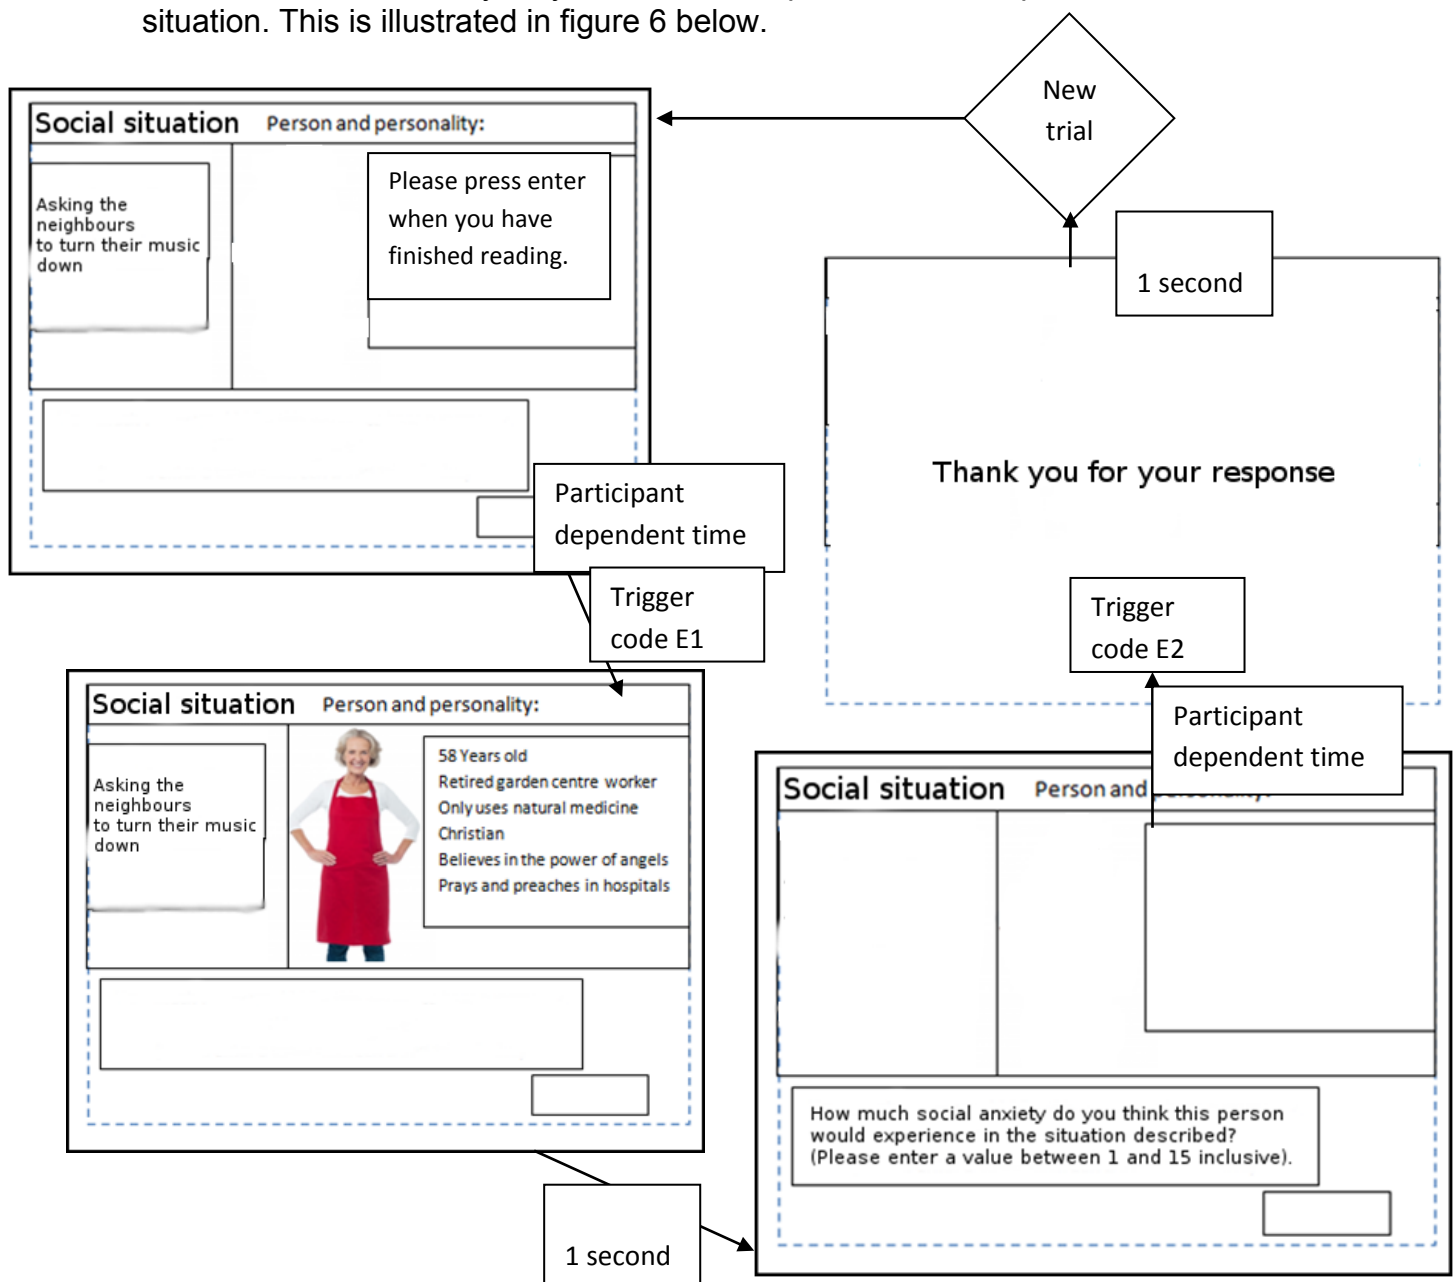 situation. This is illustrated in figure 6 below.
New
trial
Social situation Person and personality:
Asking the
neighbours
to turn their music
down
Please press enter
when you have
finished reading.
1 second
Thank you for your response
Participant
dependent time
Trigger
code E1
Trigger
code E2
Participant
dependent time
Social situation Person and personality:
Asking the
neighbours
to turn their music
down
58 Years old
Retired garden centre worker
Only uses natural medicine
Christian
Believes in the power of angels
Prays and preaches in hospitals
Social situation Person and
How much social anxiety do you think this person
would experience in the situation described?
(Please enter a value between 1 and 15 inclusive).
1 second